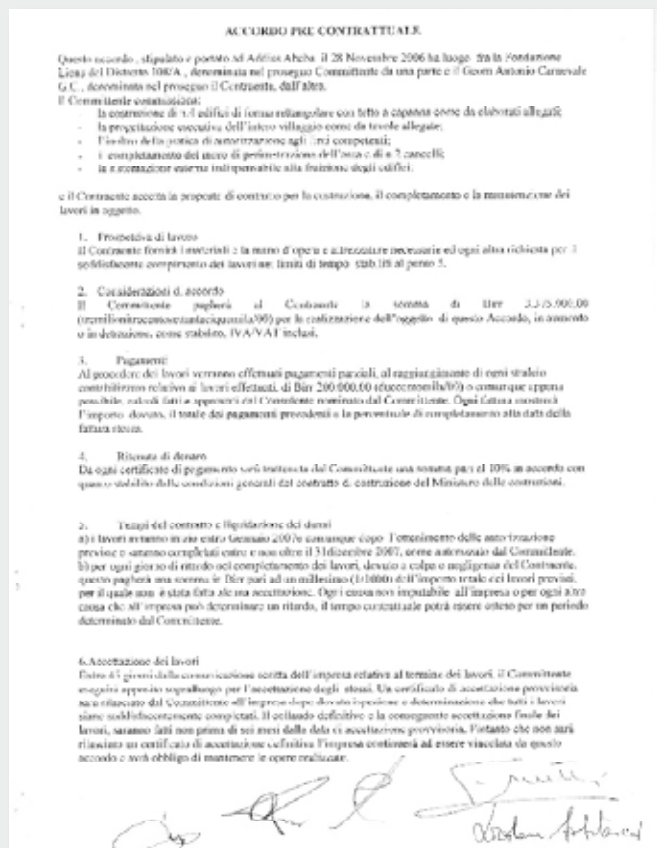 ACCORDO PRE CONTRATTUALE
Questo accordo, stipulato e portato ad Addis Abeba il 28 Novembre 2006 ha luogo tra la Fondazione
Lions del Distretto 108/A, denominata nel proseguo Committente da una parte e il Geom Antonio Carnevale
G.C., denominata nel proseguo il Contraente, dall'altra.
Il Committente commissiona:
- la costruzione di n.4 edifici di forma rettangolare con tetto a capanna come da elaborati allegati;
- la progettazione esecutiva dell'intero villaggio come da tavole allegate;
- l'inoltro della pratica di autorizzazione agli Enti competenti;
- il completamento del muro di perimetrazione dell'area e di n.2 cancelli;
- la sistemazione esterna indispensabile alla fruizione degli edifici.
e il Contraente accetta la proposta di contratto per la costruzione, il completamento e la manutenzione dei
lavori in oggetto.
1. Prospettiva di lavoro
Il Contraente fornirà i materiali e la mano d'opera e attrezzature necessarie ed ogni altra richiesta per il
soddisfacente compimento dei lavori nei limiti di tempo stabiliti al punto 5.
2. Considerazioni di accordo
Il Committente pagherà al Contraente la somma di Birr 3.375.000,00
(tremilionitrecentosettantacinquemila/00) per la realizzazione dell'oggetto di questo Accordo, in aumento
o in detrazione, come stabilito, IVA/VAT inclusi.
3. Pagamenti
Al procedere dei lavori verranno effettuati pagamenti parziali, al raggiungimento di ogni stralcio
contabilizzato relativo ai lavori effettuati, di Birr 200.000,00 (duecentomila/00) o comunque appena
possibile, calcoli fatti e approvati dal Consulente nominato dal Committente. Ogni fattura mostrerà
l'importo dovuto, il totale dei pagamenti precedenti e la percentuale di completamento alla data della
fattura stessa.
4. Ritenuta di denaro
Da ogni certificato di pagamento sarà trattenuta dal Committente una somma pari al 10% in accordo con
quanto stabilito dalle condizioni generali del contratto di costruzione del Ministero delle costruzioni.
5. Tempi del contratto e liquidazione dei danni
a) i lavori avranno inizio entro Gennaio 2007e comunque dopo l'ottenimento delle autorizzazione
previste e saranno completati entro e non oltre il 31dicembre 2007, come autorizzato dal Committente.
b) per ogni giorno di ritardo nel completamento dei lavori, dovuto a colpa o negligenza del Contraente,
questo pagherà una somma in Birr pari ad un millesimo (1/1000) dell'importo totale dei lavori previsti,
per il quale non è stata fatta alcuna accettazione. Ogni causa non imputabile all'impresa o per ogni altra
causa che all'impresa può determinare un ritardo, il tempo contrattuale potrà essere esteso per un periodo
determinato dal Committente.
6.Accettazione dei lavori
Entro 45 giorni dalla comunicazione scritta dell'impresa relativa al termine dei lavori, il Committente
eseguirà apposito sopralluogo per l'accettazione degli stessi. Un certificato di accettazione provvisoria
sarà rilasciato dal Committente all'impresa dopo dovuta ispezione e determinazione che tutti i lavori
siano soddisfacentemente completati. Il collaudo definitivo e la conseguente accettazione finale dei
lavori, saranno fatti non prima di sei mesi dalla data di accettazione provvisoria. Fintanto che non sarà
rilasciato un certificato di accettazione definitiva l'impresa continuerà ad essere vincolata da questo
accordo e avrà obbligo di mantenere le opere realizzate.